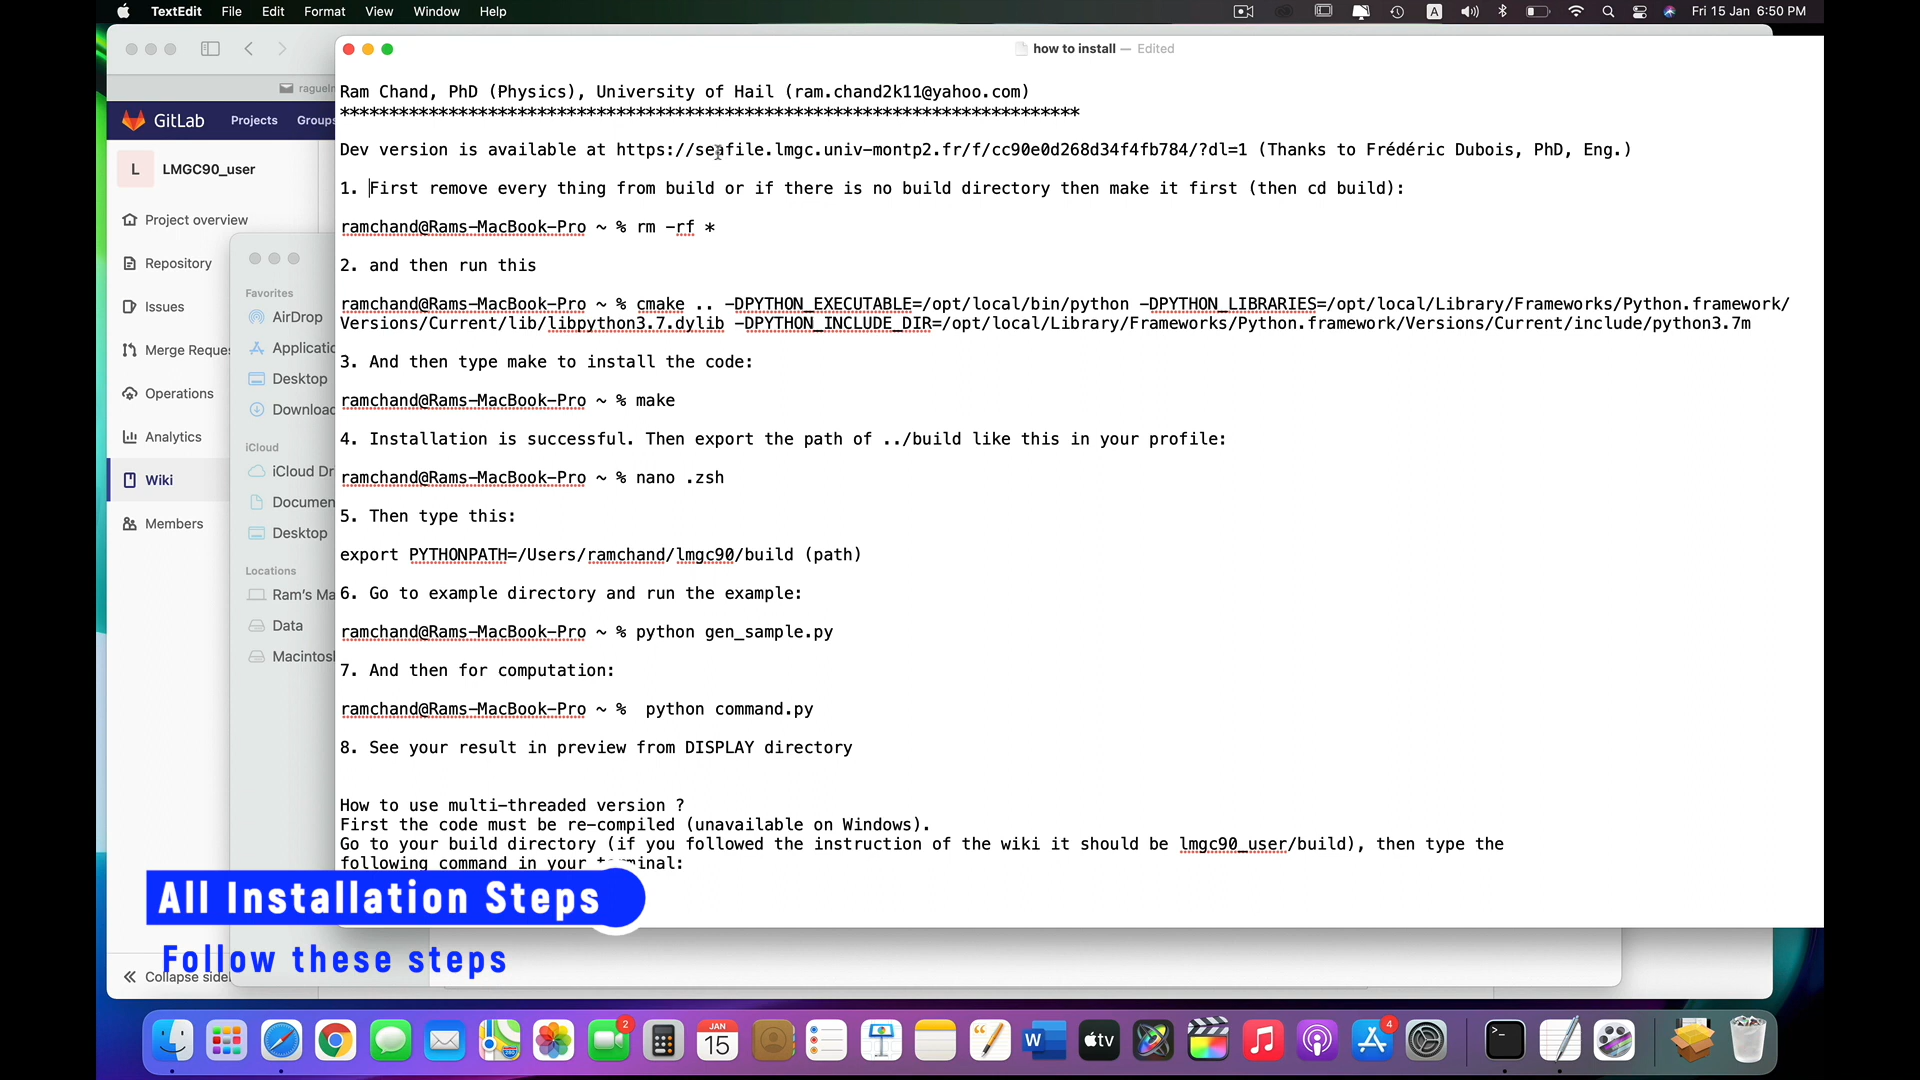 TextEdit File Edit Format View Window Help
A
Fri 15 Jan 6:50 PM
how to install — Edited
GitLab Projects
L LMGC90_user
Project overview
Repository
Issues
Operations
Analytics
Wiki
Members
Favorites
AirDrop
Desktop
iCloud
Desktop
Locations
Data
Ram Chand, PhD (Physics), University of Hail (ram.chand2k11@yahoo.com)
***************************************************************************
Dev version is available at https://seafile.lmgc.univ-montp2.fr/f/cc90e0d268d34f4fb784/?dl=1 (Thanks to Frédéric Dubois, PhD, Eng.)
1. First remove every thing from build or if there is no build directory then make it first (then cd build):
ramchand@Rams-MacBook-Pro ~ % rm -rf *
2. and then run this
ramchand@Rams-MacBook-Pro ~ % cmake .. -DPYTHON_EXECUTABLE=/opt/local/bin/python -DPYTHON_LIBRARIES=/opt/local/Library/Frameworks/Python.framework/
Versions/Current/lib/libpython3.7.dylib -DPYTHON_INCLUDE_DIR=/opt/local/Library/Frameworks/Python.framework/Versions/Current/include/python3.7m
3. And then type make to install the code:
ramchand@Rams-MacBook-Pro ~ % make
4. Installation is successful. Then export the path of ../build like this in your profile:
ramchand@Rams-MacBook-Pro ~ % nano .zsh
5. Then type this:
export PYTHONPATH=/Users/ramchand/lmgc90/build (path)
6. Go to example directory and run the example:
ramchand@Rams-MacBook-Pro ~ % python gen_sample.py
7. And then for computation:
ramchand@Rams-MacBook-Pro ~ %  python command.py
8. See your result in preview from DISPLAY directory
How to use multi-threaded version ?
First the code must be re-compiled (unavailable on Windows).
Go to your build directory (if you followed the instruction of the wiki it should be lmgc90_user/build), then type the
following command in your terminal:
All Installation Steps
Follow these steps
Collapse
2
JAN
15
W
tv
4